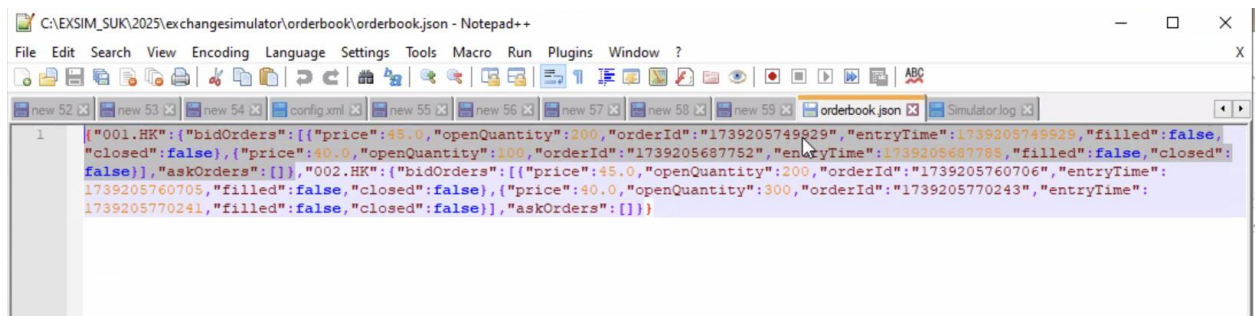 C:\EXSIM_SUK\2025\exchangesimulator\orderbook\orderbook.json - Notepad++
File Edit Search View Encoding Language Settings Tools Macro Run Plugins Window ? X
new 52 new 53 new 54 config.xml new 55 new 56 new 57 new 58 new 59 orderbook.json Simulator.log
1 {"001.HK":{"bidOrders":[{"price":45.0,"openQuantity":200,"orderId":"1739205749929","entryTime":1739205749929,"filled":false,
"closed":false},{"price":40.0,"openQuantity":100,"orderId":"1739205687752","entryTime":1739205687785,"filled":false,"closed":
false}],"askOrders":[]},"002.HK":{"bidOrders":[{"price":45.0,"openQuantity":200,"orderId":"1739205760706","entryTime":
1739205760705,"filled":false,"closed":false},{"price":40.0,"openQuantity":300,"orderId":"1739205770243","entryTime":
1739205770241,"filled":false,"closed":false}],"askOrders":[]}}